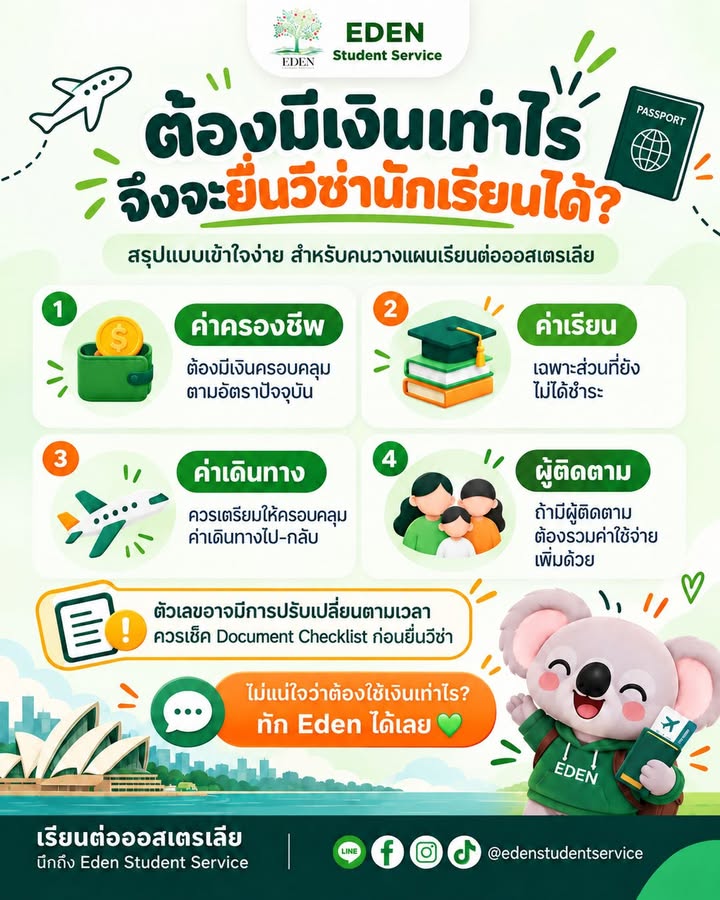 EDEN
EDEN
Student Service
PASSPORT
ต้องมีเงินเท่าไร
จึงจะยื่นวีซ่านักเรียนได้?
สรุปแบบเข้าใจง่าย สำหรับคนวางแผนเรียนต่อออสเตรเลีย
1
ค่าครองชีพ
ต้องมีเงินครอบคลุม
ตามอัตราปัจจุบัน
2
ค่าเรียน
เฉพาะส่วนที่ยัง
ไม่ได้ชำระ
3
ค่าเดินทาง
ควรเตรียมให้ครอบคลุม
ค่าเดินทางไป-กลับ
4
ผู้ติดตาม
ถ้ามีผู้ติดตาม
ต้องรวมค่าใช้จ่าย
เพิ่มด้วย
ตัวเลขอาจมีการปรับเปลี่ยนตามเวลา
ควรเช็ค Document Checklist ก่อนยื่นวีซ่า
ไม่แน่ใจว่าต้องใช้เงินเท่าไร?
ทัก Eden ได้เลย 💚
EDEN
เรียนต่อออสเตรเลีย
นึกถึง Eden Student Service
LINE
@edenstudentservice